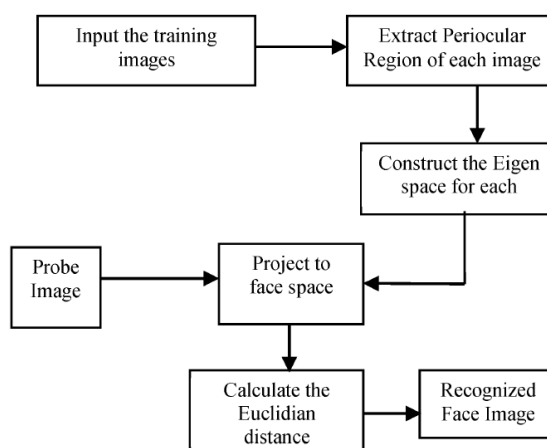 Input the training
images
Extract Periocular
Region of each image
Construct the Eigen
space for each
Probe
Image
Project to
face space
Calculate the
Euclidian
distance
Recognized
Face Image